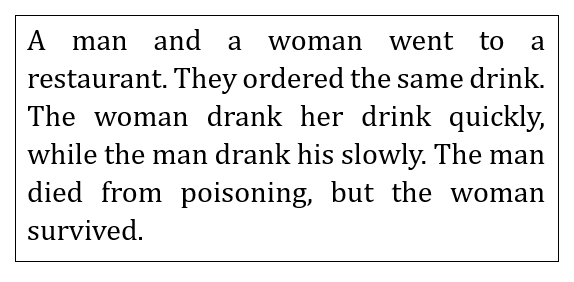 A man and a woman went to a
restaurant. They ordered the same drink.
The woman drank her drink quickly,
while the man drank his slowly. The man
died from poisoning, but the woman
survived.